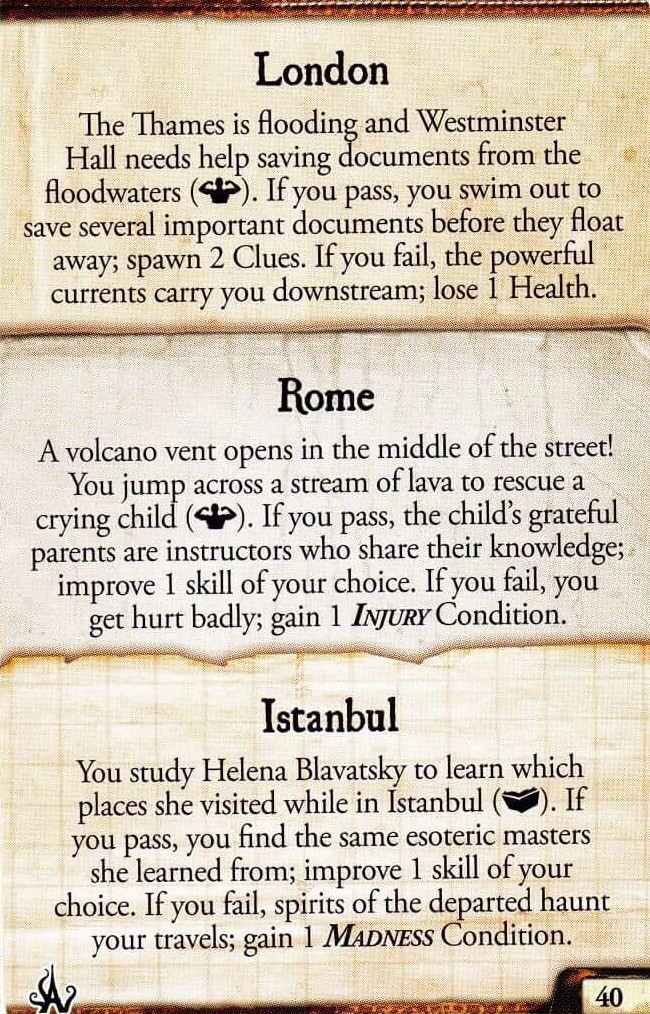 London
The Thames is flooding and Westminster
Hall needs help saving documents from the
floodwaters ( ). If you pass, you swim out to
save several important documents before they float
away; spawn 2 Clues. If you fail, the powerful
currents carry you downstream; lose 1 Health.
Rome
A volcano vent opens in the middle of the street!
You jump across a stream of lava to rescue a
crying child ( ). If you pass, the child's grateful
parents are instructors who share their knowledge;
improve 1 skill of your choice. If you fail, you
get hurt badly; gain 1 INJURY Condition.
Istanbul
You study Helena Blavatsky to learn which
places she visited while in Istanbul ( ). If
you pass, you find the same esoteric masters
she learned from; improve 1 skill of your
choice. If you fail, spirits of the departed haunt
your travels; gain 1 MADNESS Condition.
40